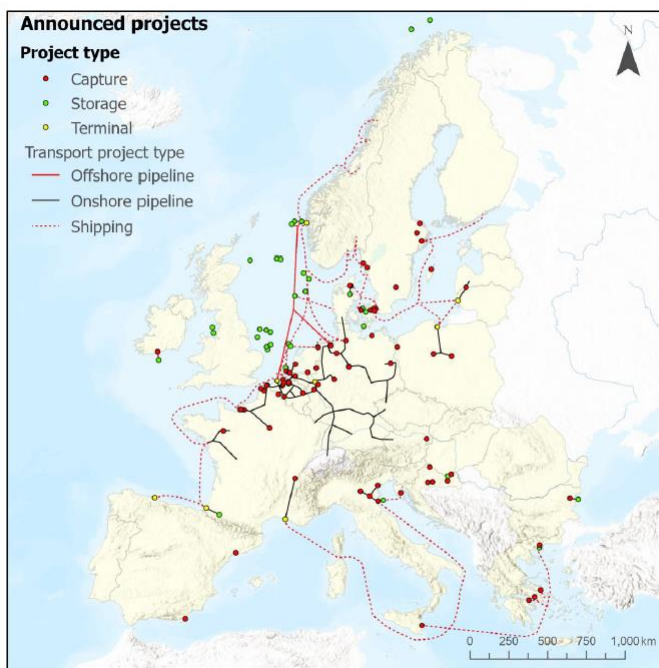 Announced projects
Project type
Capture
Storage
Terminal
Transport project type
Offshore pipeline
Onshore pipeline
Shipping
N
0 250 500 750 1,000 km